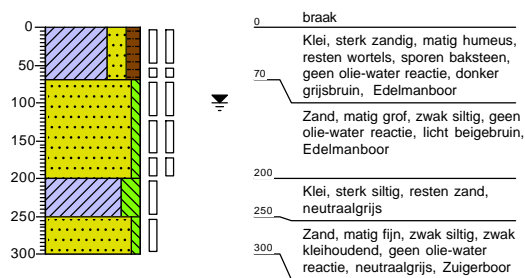 0
50
100
150
200
250
300
0
braak
Klei, sterk zandig, matig humeus,
resten wortels, sporen baksteen,
geen olie-water reactie, donker
grijsbruin, Edelmanboor
70
Zand, matig grof, zwak siltig, geen
olie-water reactie, licht beigebruin,
Edelmanboor
200
Klei, sterk siltig, resten zand,
neutraalgrijs
250
Zand, matig fijn, zwak siltig, zwak
kleihoudend, geen olie-water
reactie, neutraalgrijs, Zuigerboor
300